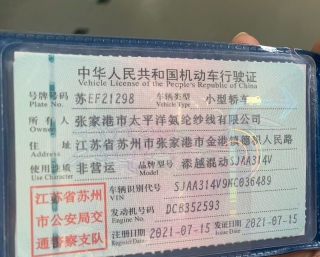 中华人民共和国机动车行驶证
Vehicle License of the People's Republic of China
号牌号码 苏EF21298 车辆类型 小型轿车
Plate No. Vehicle Type
所有人 张家港市太平洋氨纶纱线有限公司
Owner
住址 江苏省苏州市张家港市金港镇德积人民路
Address
使用性质 非营运 品牌型号
Use Character Model
江苏省苏州
市公安局交
通警察支队
车辆识别代号
VIN
发动机号码 DC8352593
Engine No.
注册日期 2021-07-15 发证日期 2021-07-15
Register Date Issue Date